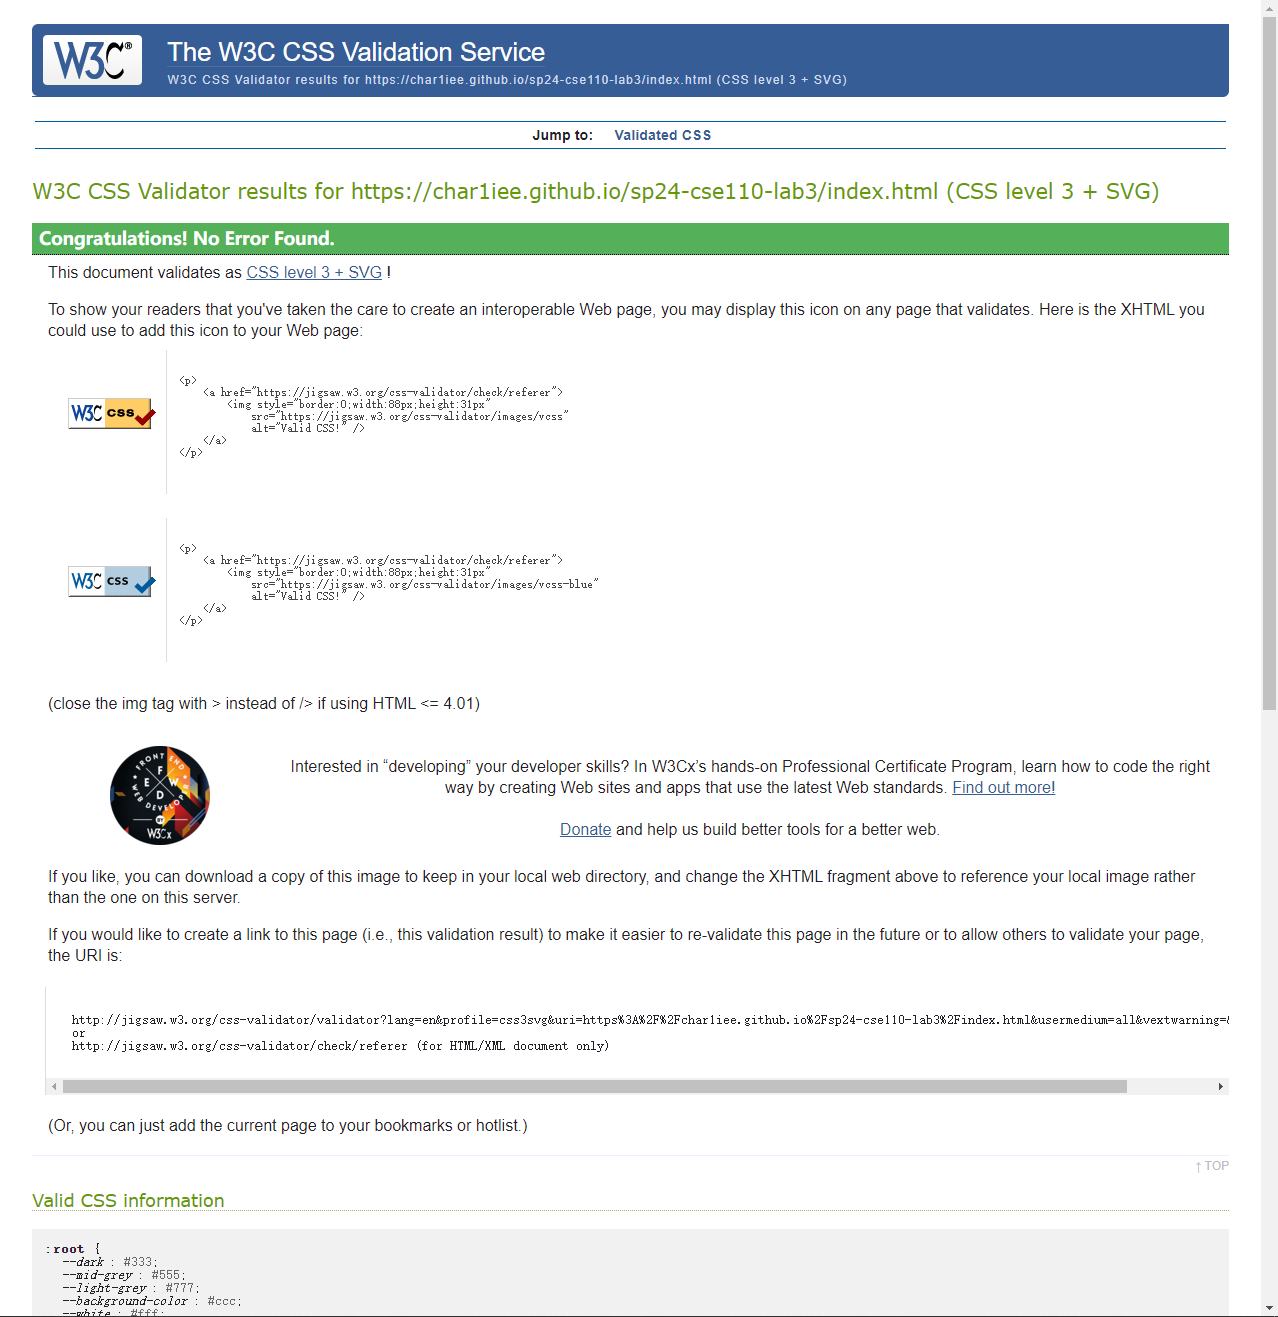 W3C®
The W3C CSS Validation Service
W3C CSS Validator results for https://char1iee.github.io/sp24-cse110-lab3/index.html (CSS level 3 + SVG)
Jump to: Validated CSS
W3C CSS Validator results for https://char1iee.github.io/sp24-cse110-lab3/index.html (CSS level 3 + SVG)
Congratulations! No Error Found.
This document validates as CSS level 3 + SVG !
To show your readers that you've taken the care to create an interoperable Web page, you may display this icon on any page that validates. Here is the XHTML you
could use to add this icon to your Web page:
W3C css
<p>
<a href="https://jigsaw.w3.org/css-validator/check/referer">
<img style="border:0;width:88px;height:31px"
src="https://jigsaw.w3.org/css-validator/images/vcss"
alt="Valid CSS!" />
</a>
</p>
W3C css
<p>
<a href="https://jigsaw.w3.org/css-validator/check/referer">
<img style="border:0;width:88px;height:31px"
src="https://jigsaw.w3.org/css-validator/images/vcss-blue"
alt="Valid CSS!" />
</a>
</p>
(close the img tag with > instead of /> if using HTML <= 4.01)
FRONT END
F
E W
D
WEB DEVELOPER
W3Cx
Interested in “developing” your developer skills? In W3Cx’s hands-on Professional Certificate Program, learn how to code the right
way by creating Web sites and apps that use the latest Web standards. Find out more!
Donate and help us build better tools for a better web.
If you like, you can download a copy of this image to keep in your local web directory, and change the XHTML fragment above to reference your local image rather
than the one on this server.
If you would like to create a link to this page (i.e., this validation result) to make it easier to re-validate this page in the future or to allow others to validate your page,
the URI is:
http://jigsaw.w3.org/css-validator/validator?lang=en&profile=css3svg&uri=https%3A%2F%2Fchar1iee.github.io%2Fsp24-cse110-lab3%2Findex.html&usermedium=all&vextwarning=&
or
http://jigsaw.w3.org/css-validator/check/referer (for HTML/XML document only)
(Or, you can just add the current page to your bookmarks or hotlist.)
↑ TOP
Valid CSS information
:root {
--dark : #333;
--mid-grey : #555;
--light-grey : #777;
--background-color : #ccc;
--white : #fff;